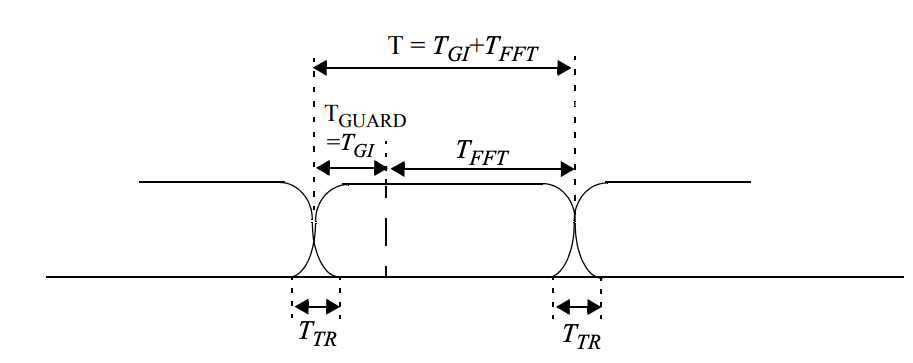 T = T_GI+T_FFT
T_GUARD
=T_GI
T_FFT
T_TR
T_TR